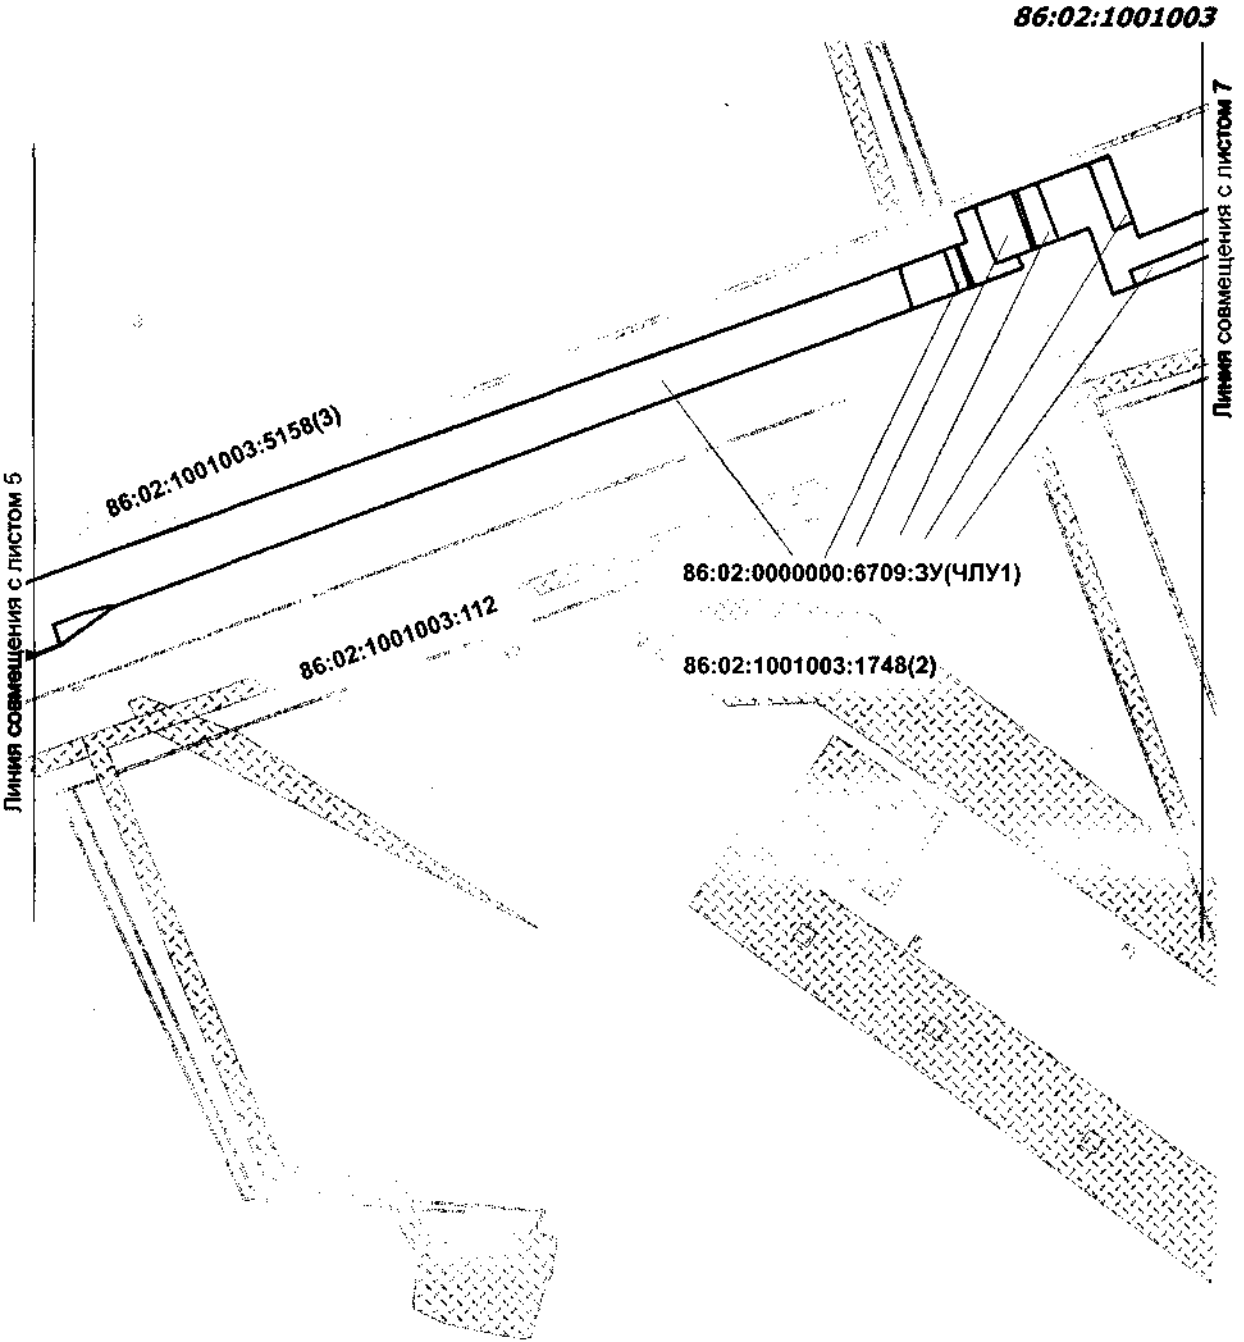 86:02:1001003
Линия совмещения с листом 7
86:02:1001003:5158(3)
Линия совмещения с листом 5
86:02:0000000:6709:ЗУ(ЧЛУ1)
86:02:1001003:112
86:02:1001003:1748(2)